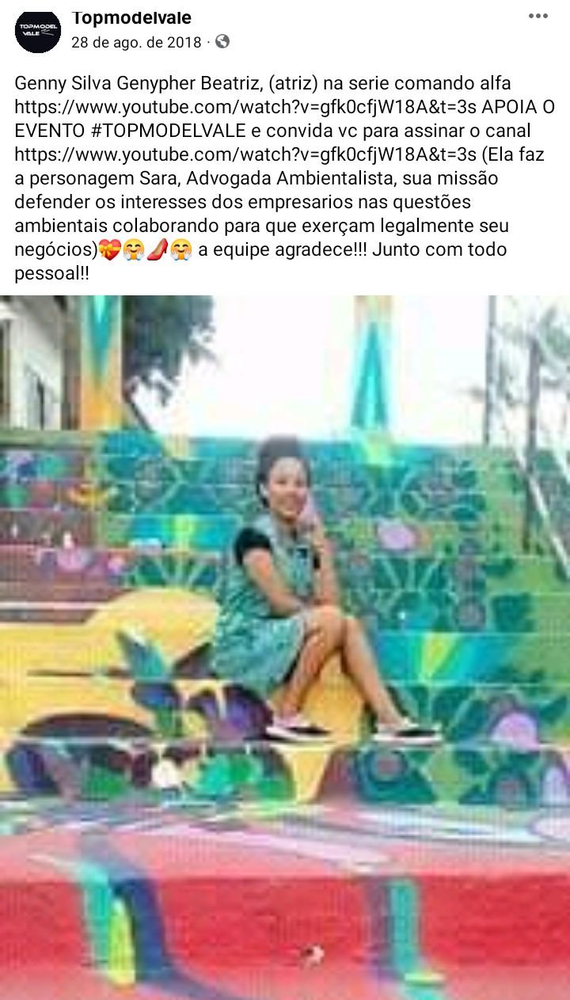 Topmodelvale
TOPMODEL
VALE
28 de ago. de 2018 ·
Genny Silva Genypher Beatriz, (atriz) na serie comando alfa
https://www.youtube.com/watch?v=gfk0cfjW18A&t=3s APOIA O
EVENTO #TOPMODELVALE e convida vc para assinar o canal
https://www.youtube.com/watch?v=gfk0cfjW18A&t=3s (Ela faz
a personagem Sara, Advogada Ambientalista, sua missão
defender os interesses dos empresarios nas questões
ambientais colaborando para que exerçam legalmente seu
negócios)💝🤗👠🤗 a equipe agradece!!! Junto com todo
pessoal!!